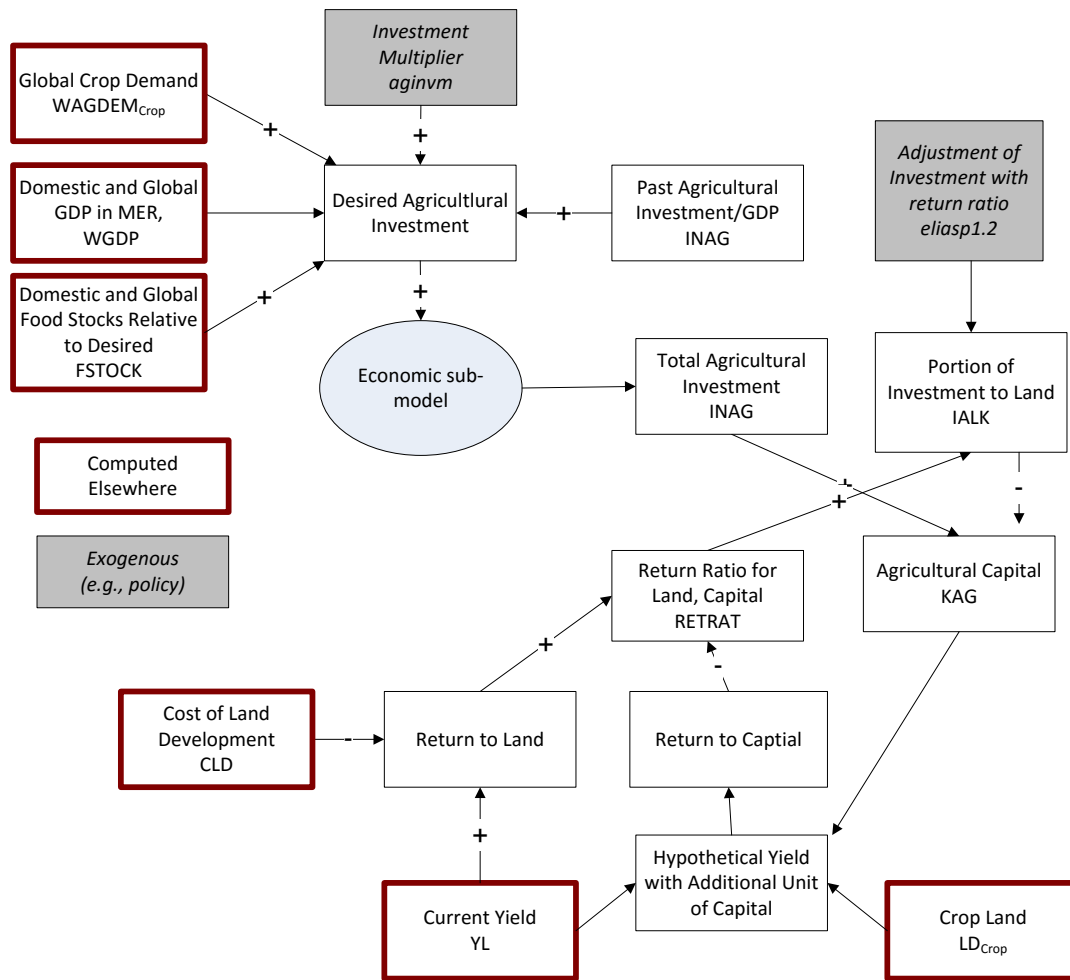 Investment
Multiplier
aginvm
Global Crop Demand
WAGDEMCrop
+
+
Adjustment of
Investment with
return ratio
eliasp1.2
Domestic and Global
GDP in MER,
WGDP
Desired Agricultlural
Investment
+
Past Agricultural
Investment/GDP
INAG
Domestic and Global
Food Stocks Relative
to Desired
FSTOCK
+
+
Economic sub-
model
Total Agricultural
Investment
INAG
Portion of
Investment to Land
IALK
Computed
Elsewhere
+
+
-
Exogenous
(e.g., policy)
Return Ratio for
Land, Capital
RETRAT
Agricultural Capital
KAG
+
-
Cost of Land
Development
CLD
-
Return to Land
Return to Captial
+
Current Yield
YL
Hypothetical Yield
with Additional Unit
of Capital
Crop Land
LDCrop